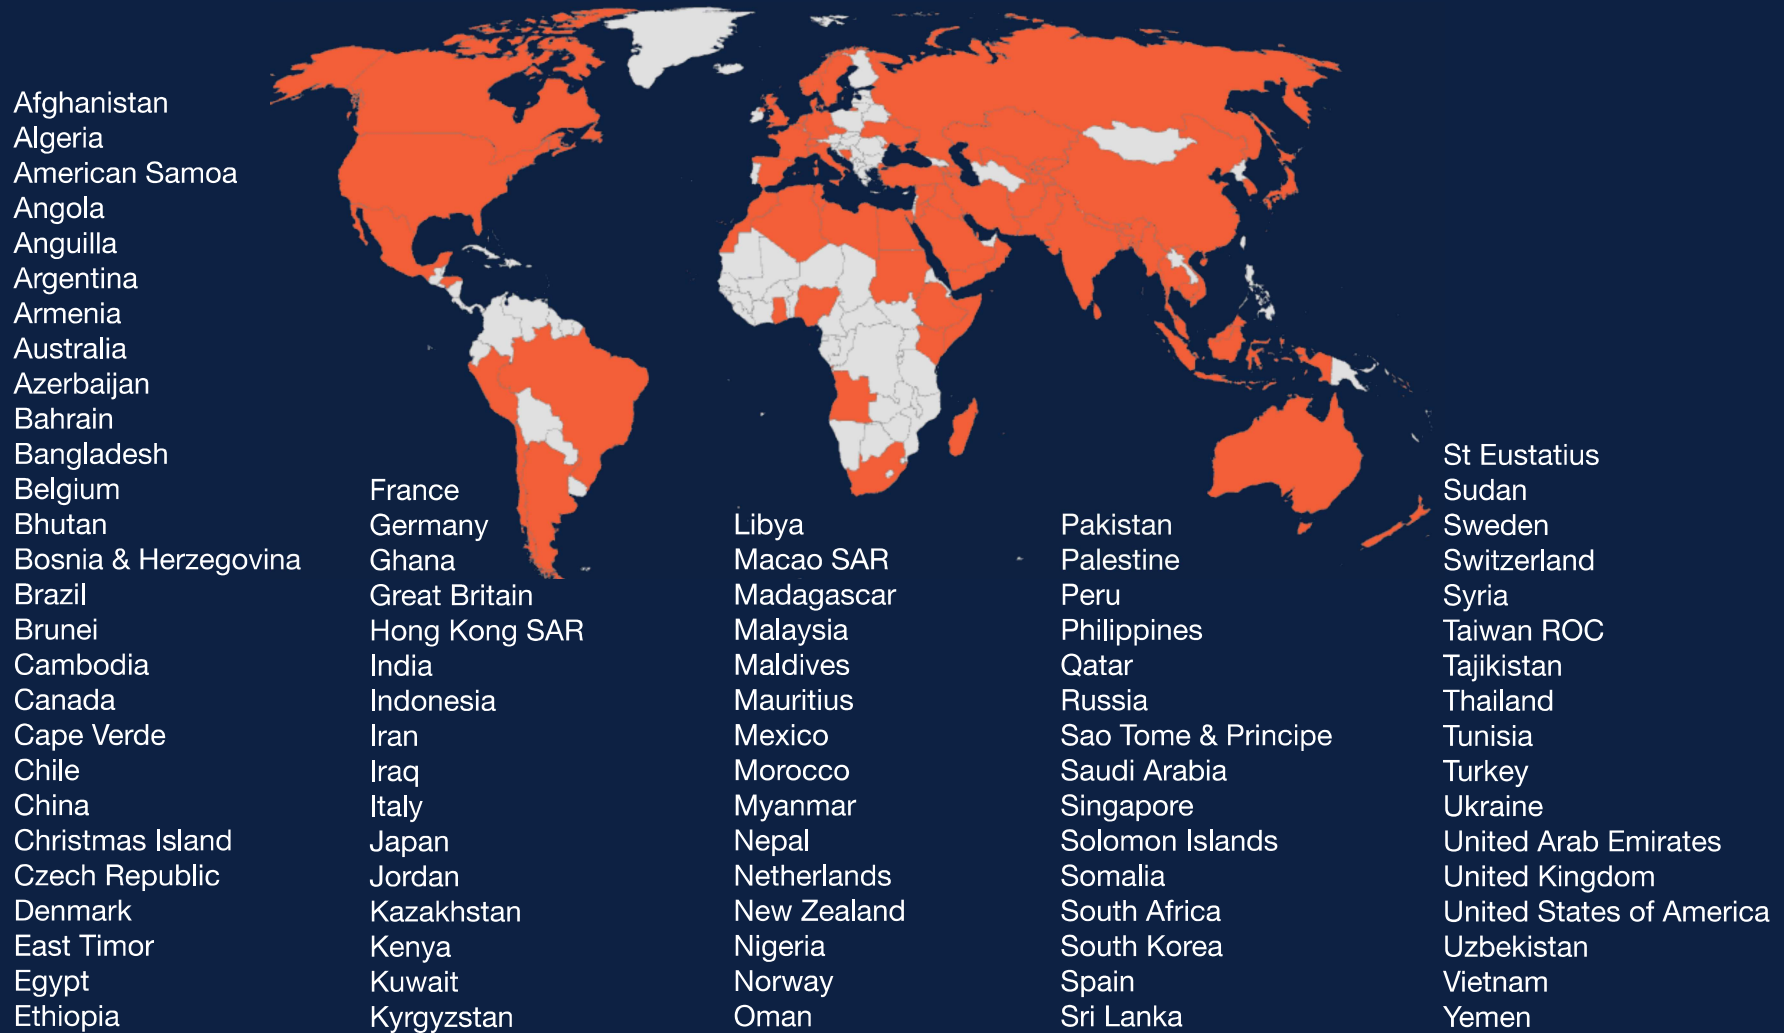 Afghanistan
Algeria
American Samoa
Angola
Anguilla
Argentina
Armenia
Australia
Azerbaijan
Bahrain
Bangladesh
Belgium
Bhutan
Bosnia & Herzegovina
Brazil
Brunei
Cambodia
Canada
Cape Verde
Chile
China
Christmas Island
Czech Republic
Denmark
East Timor
Egypt
Ethiopia
France
Germany
Ghana
Great Britain
Hong Kong SAR
India
Indonesia
Iran
Iraq
Italy
Japan
Jordan
Kazakhstan
Kenya
Kuwait
Kyrgyzstan
Libya
Macao SAR
Madagascar
Malaysia
Maldives
Mauritius
Mexico
Morocco
Myanmar
Nepal
Netherlands
New Zealand
Nigeria
Norway
Oman
Pakistan
Palestine
Peru
Philippines
Qatar
Russia
Sao Tome & Principe
Saudi Arabia
Singapore
Solomon Islands
Somalia
South Africa
South Korea
Spain
Sri Lanka
St Eustatius
Sudan
Sweden
Switzerland
Syria
Taiwan ROC
Tajikistan
Thailand
Tunisia
Turkey
Ukraine
United Arab Emirates
United Kingdom
United States of America
Uzbekistan
Vietnam
Yemen